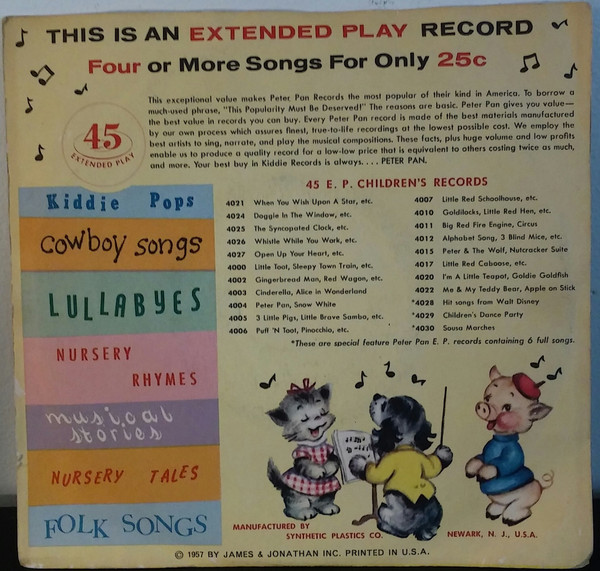 THIS IS AN EXTENDED PLAY RECORD
Four or More Songs For Only 25c
This exceptional value makes Peter Pan Records the most popular of their kind in America. To borrow a
much-used phrase, "This Popularity Must Be Deserved!" The reasons are basic. Peter Pan gives you value—
the best value in records you can buy. Every Peter Pan record is made of the best materials manufactured
by our own process which assures finest, true-to-life recordings at the lowest possible cost. We employ the
best artists to sing, narrate, and play the musical compositions. These facts, plus huge volume and low profits
enable us to produce a quality record for a low-low price that is equivalent to others costing twice as much,
and more. Your best buy in Kiddie Records is always. . . . PETER PAN.
45
EXTENDED PLAY
Kiddie Pops
COWBOY SONGS
LULLABYES
NURSERY
RHYMES
musical
stories
NURSERY TALES
FOLK SONGS
45 E. P. CHILDREN'S RECORDS
4021 When You Wish Upon A Star, etc.
4024 Doggie In The Window, etc.
4025 The Syncopated Clock, etc.
4026 Whistle While You Work, etc.
4027 Open Up Your Heart, etc.
4000 Little Toot, Sleepy Town Train, etc.
4002 Gingerbread Man, Red Wagon, etc.
4003 Cinderella, Alice in Wonderland
4004 Peter Pan, Snow White
4005 3 Little Pigs, Little Brave Sambo, etc.
4006 Puff 'N Toot, Pinocchio, etc.
4007 Little Red Schoolhouse, etc.
4010 Goldilocks, Little Red Hen, etc.
4011 Big Red Fire Engine, Circus
4012 Alphabet Song, 3 Blind Mice, etc.
4015 Peter & The Wolf, Nutcracker Suite
4017 Little Red Caboose, etc.
4020 I'm A Little Teapot, Goldie Goldfish
4022 Me & My Teddy Bear, Apple on Stick
*4028 Hit songs from Walt Disney
*4029 Children's Dance Party
*4030 Sousa Marches
*These are special feature Peter Pan E. P. records containing 6 full songs.
MANUFACTURED BY
SYNTHETIC PLASTICS CO.
NEWARK, N. J., U.S.A.
© 1957 BY JAMES & JONATHAN INC. PRINTED IN U.S.A.